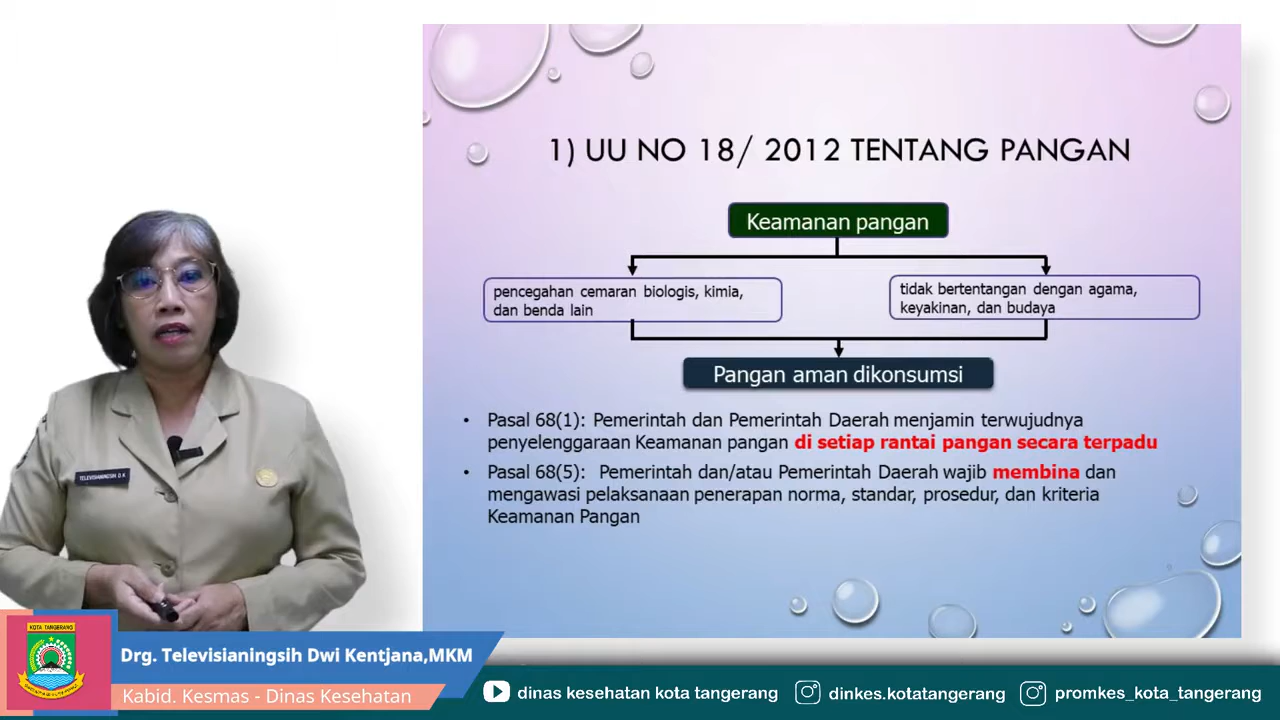 1) UU NO 18/ 2012 TENTANG PANGAN
Keamanan pangan
pencegahan cemaran biologis, kimia,
dan benda lain
tidak bertentangan dengan agama,
keyakinan, dan budaya
Pangan aman dikonsumsi
• Pasal 68(1): Pemerintah dan Pemerintah Daerah menjamin terwujudnya
penyelenggaraan Keamanan pangan di setiap rantai pangan secara terpadu
• Pasal 68(5): Pemerintah dan/atau Pemerintah Daerah wajib membina dan
mengawasi pelaksanaan penerapan norma, standar, prosedur, dan kriteria
Keamanan Pangan
TELEVISIANINGSIH D.K
KOTA TANGERANG
Drg. Televisianingsih Dwi Kentjana,MKM
Kabid. Kesmas - Dinas Kesehatan
dinas kesehatan kota tangerang
dinkes.kotatangerang
promkes_kota_tangerang